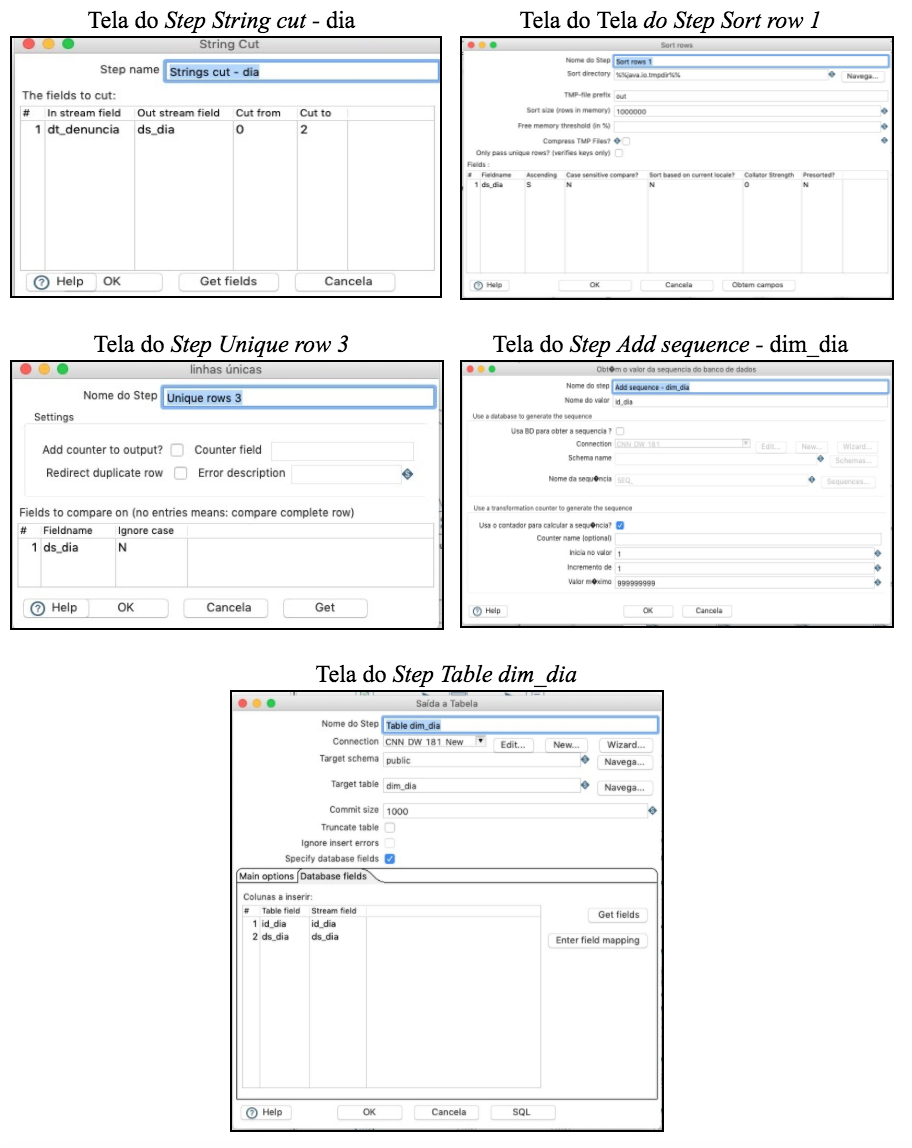 Tela do Step String cut - dia
String Cut
Step name Strings cut - dia
The fields to cut:
# In stream field Out stream field Cut from Cut to
1 dt_denuncia ds_dia 0 2
Help OK Get fields Cancela
Tela do Tela do Step Sort row 1
Sort rows
Nome do Step Sort rows 1
Sort directory %%java.io.tmpdir%% Navega...
TMP-file prefix out
Sort size (rows in memory) 1000000
Free memory threshold (in %)
Compress TMP Files?
Only pass unique rows? (verifies keys only)
Fields :
# Fieldname Ascending Case sensitive compare? Sort based on current locale? Collator Strength Presorted?
1 ds_dia S N N 0 N
Help OK Cancela Obtem campos
Tela do Step Unique row 3
linhas únicas
Nome do Step Unique rows 3
Settings
Add counter to output? Counter field
Redirect duplicate row Error description
Fields to compare on (no entries means: compare complete row)
# Fieldname Ignore case
1 ds_dia N
Help OK Cancela Get
Tela do Step Add sequence - dim_dia
Obt�m o valor da sequencia do banco de dados
Nome do step Add sequence - dim_dia
Nome do valor id_dia
Use a database to generate the sequence
Usa BD para obter a sequencia ?
Connection CNN DW 181 Edit... New... Wizard...
Schema name Schemas...
Nome da sequ�ncia SEQ_ Sequences...
Use a transformation counter to generate the sequence
Usa o contador para calcular a sequ�ncia?
Counter name (optional)
Inicia no valor 1
Incremento de 1
Valor m�ximo 999999999
Help OK Cancela
Tela do Step Table dim_dia
Saída a Tabela
Nome do Step Table dim_dia
Connection CNN DW 181 New Edit... New... Wizard...
Target schema public Navega...
Target table dim_dia Navega...
Commit size 1000
Truncate table
Ignore insert errors
Specify database fields
Main options Database fields
Colunas a inserir:
# Table field Stream field
1 id_dia id_dia
2 ds_dia ds_dia
Get fields
Enter field mapping
Help OK Cancela SQL